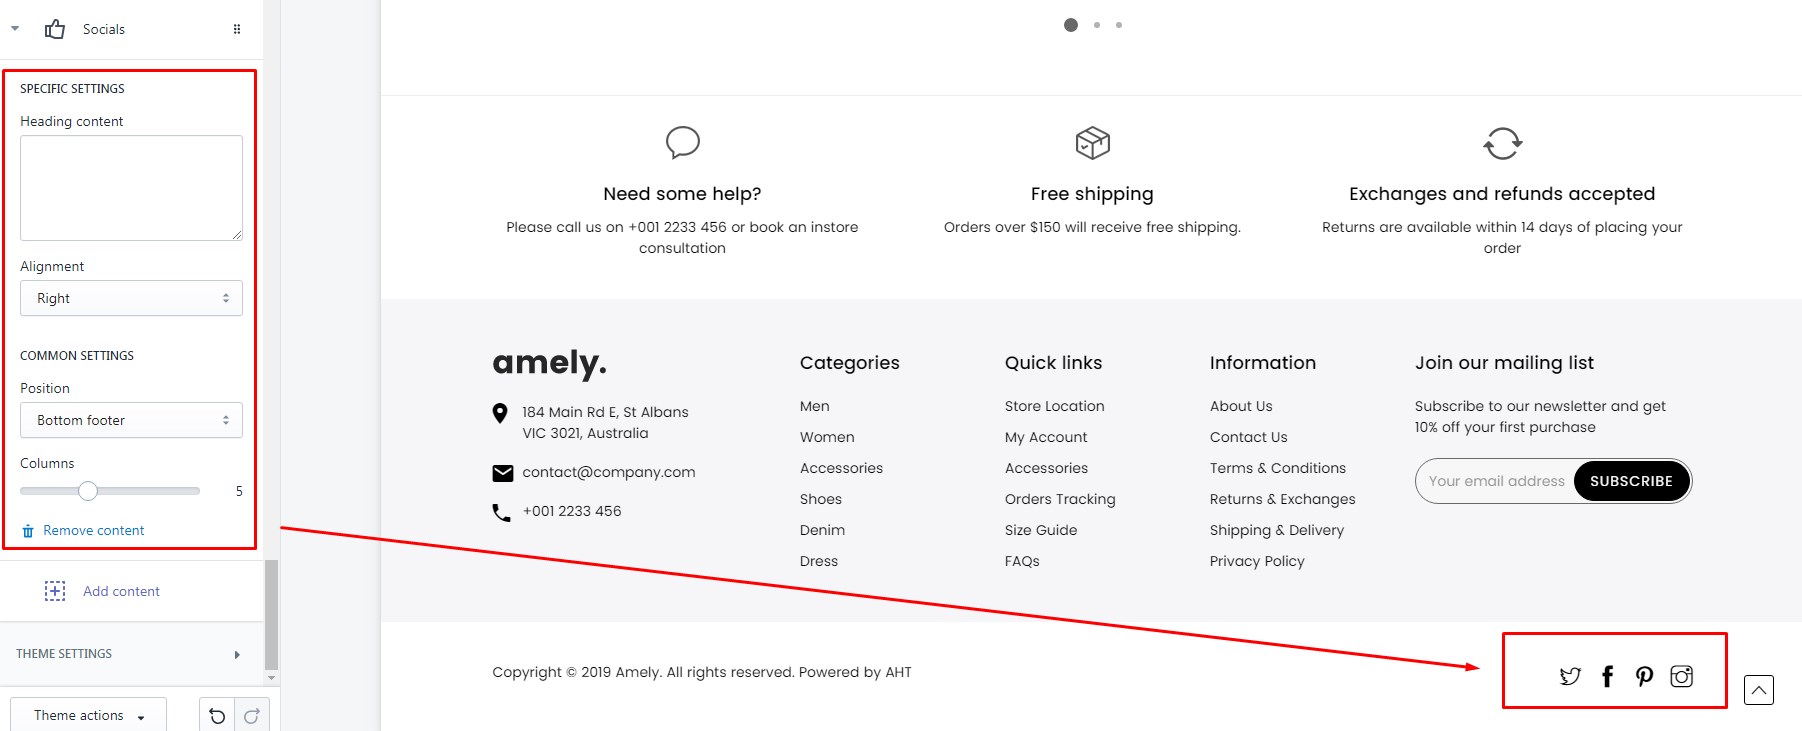 Socials
SPECIFIC SETTINGS
Heading content
Alignment
Right
COMMON SETTINGS
Position
Bottom footer
Columns
5
Remove content
Add content
THEME SETTINGS
Theme actions
Need some help?
Please call us on +001 2233 456 or book an instore
consultation
Free shipping
Orders over $150 will receive free shipping.
Exchanges and refunds accepted
Returns are available within 14 days of placing your
order
amely.
184 Main Rd E, St Albans
VIC 3021, Australia
contact@company.com
+001 2233 456
Categories
Men
Women
Accessories
Shoes
Denim
Dress
Quick links
Store Location
My Account
Accessories
Orders Tracking
Size Guide
FAQs
Information
About Us
Contact Us
Terms & Conditions
Returns & Exchanges
Shipping & Delivery
Privacy Policy
Join our mailing list
Subscribe to our newsletter and get
10% off your first purchase
Your email address
SUBSCRIBE
Copyright © 2019 Amely. All rights reserved. Powered by AHT